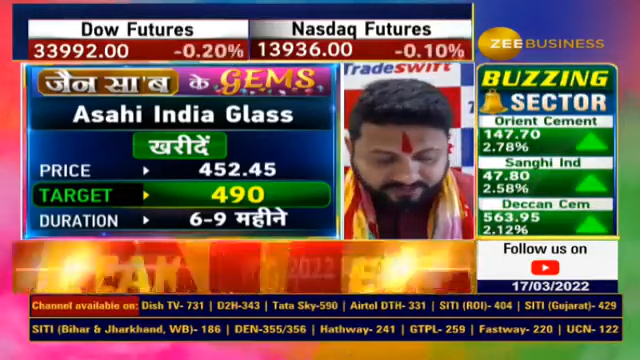 Dow Futures
33992.00 -0.20%
Nasdaq Futures
13936.00 -0.10%
ZEE BUSINESS
जैन सा'ब के GEMS
Asahi India Glass
खरीदें
PRICE 452.45
TARGET 490
DURATION 6-9 महीने
TradeSwift
BUZZING
SECTOR
Orient Cement
147.70
2.78%
Sanghi Ind
47.80
2.58%
Deccan Cem
563.95
2.12%
Follow us on
17/03/2022
Channel available on: Dish TV- 731 | D2H-343 | Tata Sky-590 | Airtel DTH- 331 | SITI (ROI)- 404 | SITI (Gujarat)- 429
SITI (Bihar & Jharkhand, WB)- 186 | DEN-355/356 | Hathway- 241 | GTPL- 259 | Fastway- 220 | UCN- 122